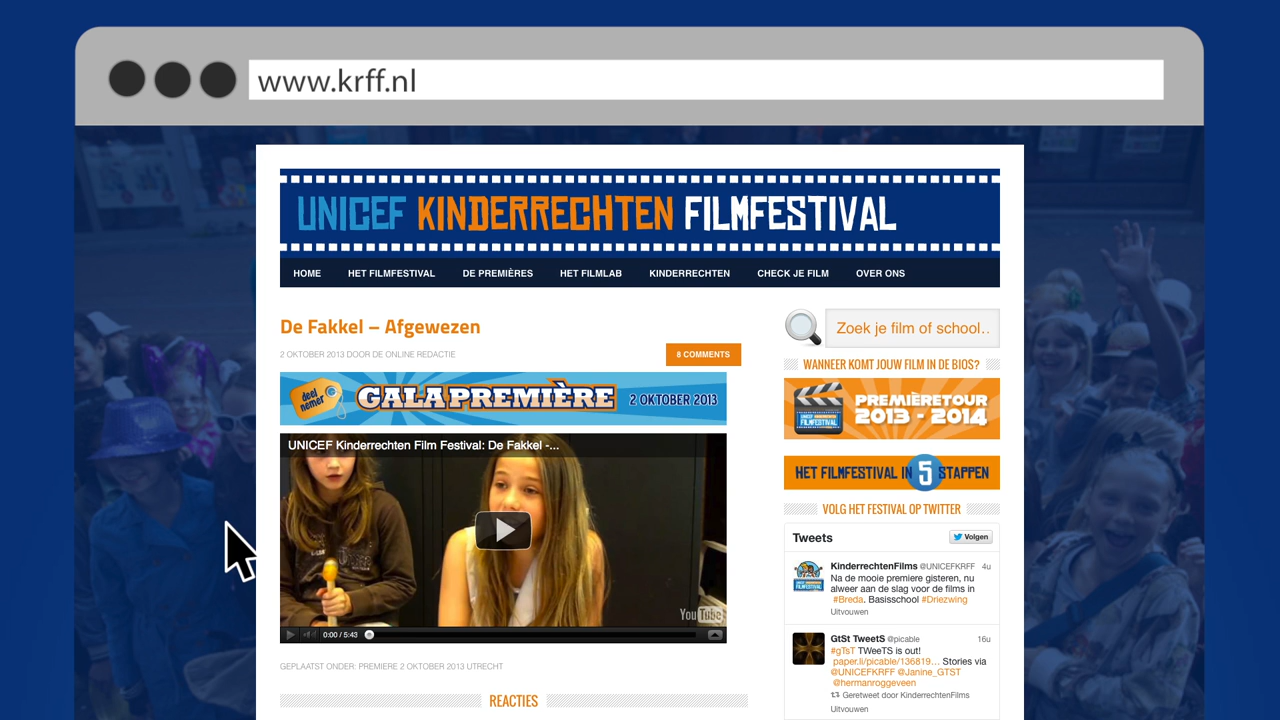 www.krff.nl
UNICEF KINDERRECHTEN FILMFESTIVAL
HOME HET FILMFESTIVAL DE PREMIÈRES HET FILMLAB KINDERRECHTEN CHECK JE FILM OVER ONS
De Fakkel – Afgewezen
2 OKTOBER 2013 DOOR DE ONLINE REDACTIE
8 COMMENTS
deel nemer
GALAPREMIÈRE 2 OKTOBER 2013
UNICEF Kinderrechten Film Festival: De Fakkel -...
YouTube
0:00 / 5:43
GEPLAATST ONDER: PREMIERE 2 OKTOBER 2013 UTRECHT
REACTIES
Zoek je film of school..
WANNEER KOMT JOUW FILM IN DE BIOS?
PREMIÈRETOUR
2013 - 2014
HET FILMFESTIVAL IN 5 STAPPEN
VOLG HET FESTIVAL OP TWITTER
Tweets Volgen
KinderrechtenFilms @UNICEFKRFF 4u
Na de mooie premiere gisteren, nu
alweer aan de slag voor de films in
#Breda. Basisschool #Driezwing
Uitvouwen
GtSt TweetS @picable 16u
#gTsT TWeeTS is out!
paper.li/picable/136819… Stories via
@UNICEFKRFF @Janine_GTST
@hermanroggeveen
Geretweet door KinderrechtenFilms
Uitvouwen